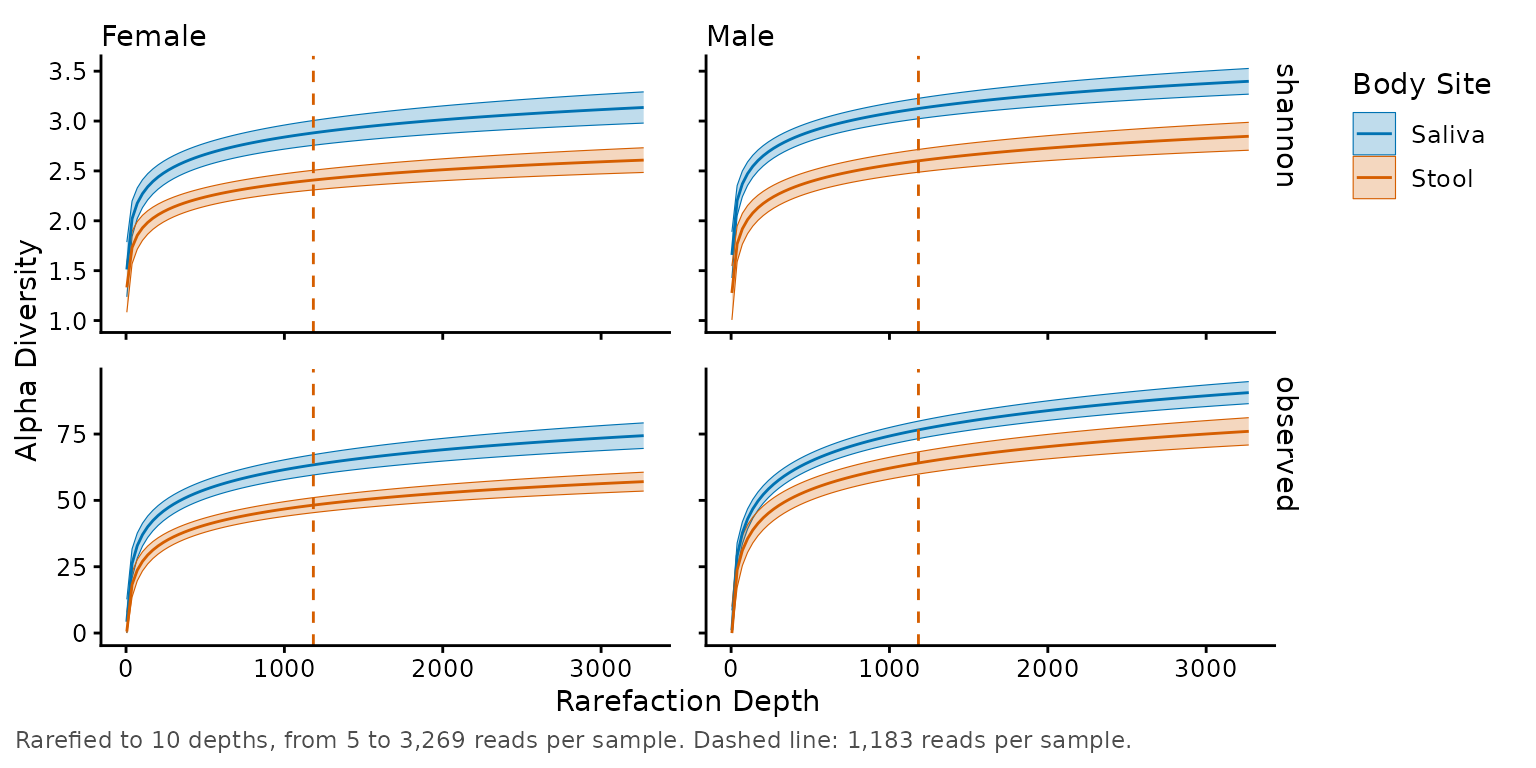 Female
Male
3.5
3.0
2.5
2.0
1.5
1.0
shannon
Body Site
Saliva
Stool
Alpha Diversity
75
50
25
0
observed
0 1000 2000 3000
0 1000 2000 3000
Rarefaction Depth
Rarefied to 10 depths, from 5 to 3,269 reads per sample. Dashed line: 1,183 reads per sample.